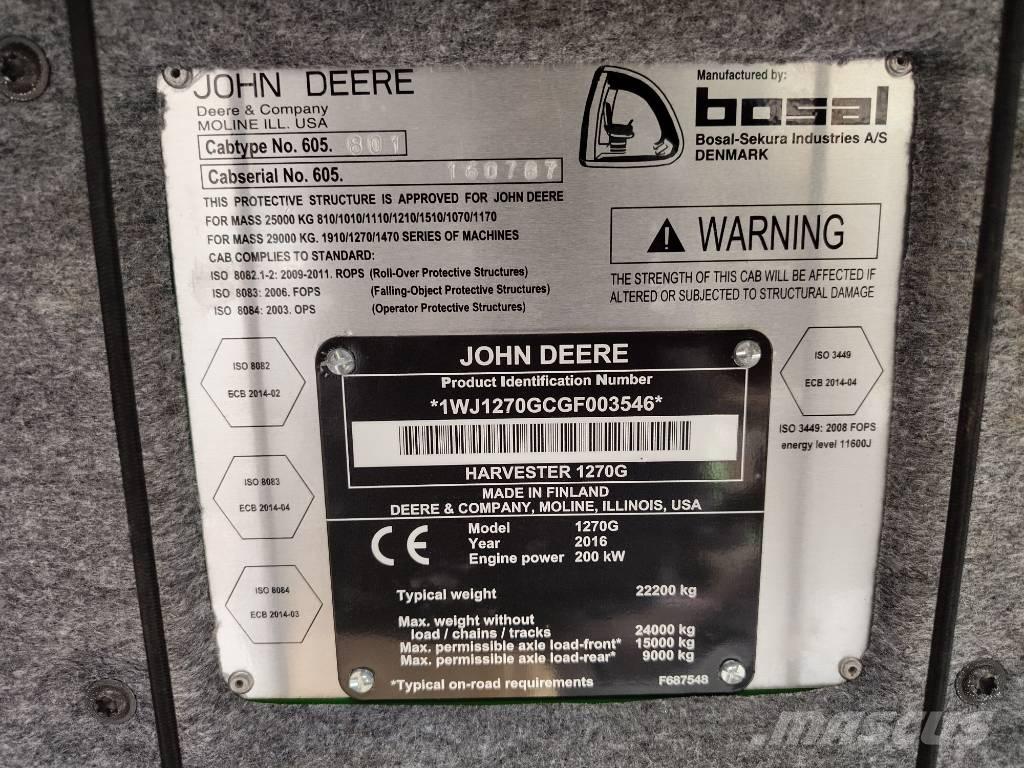 JOHN DEERE
Deere & Company
MOLINE ILL. USA
Cabtype No. 605. 801
Cabserial No. 605. 160787
THIS PROTECTIVE STRUCTURE IS APPROVED FOR JOHN DEERE
FOR MASS 25000 KG 810/1010/1110/1210/1510/1070/1170
FOR MASS 29000 KG. 1910/1270/1470 SERIES OF MACHINES
CAB COMPLIES TO STANDARD:
ISO 8082.1-2: 2009-2011. ROPS (Roll-Over Protective Structures)
ISO 8083: 2006. FOPS (Falling-Object Protective Structures)
ISO 8084: 2003. OPS (Operator Protective Structures)
Manufactured by:
bosal
Bosal-Sekura Industries A/S
DENMARK
WARNING
THE STRENGTH OF THIS CAB WILL BE AFFECTED IF
ALTERED OR SUBJECTED TO STRUCTURAL DAMAGE
ISO 8082
ECB 2014-02
ISO 8083
ECB 2014-04
ISO 8084
ECB 2014-03
ISO 3449
ECB 2014-04
ISO 3449: 2008 FOPS
energy level 11600J
JOHN DEERE
Product Identification Number
*1WJ1270GCGF003546*
HARVESTER 1270G
MADE IN FINLAND
DEERE & COMPANY, MOLINE, ILLINOIS, USA
CE
Model 1270G
Year 2016
Engine power 200 kW
Typical weight 22200 kg
Max. weight without
load / chains / tracks 24000 kg
Max. permissible axle load-front* 15000 kg
Max. permissible axle load-rear* 9000 kg
*Typical on-road requirements F687548
mascus